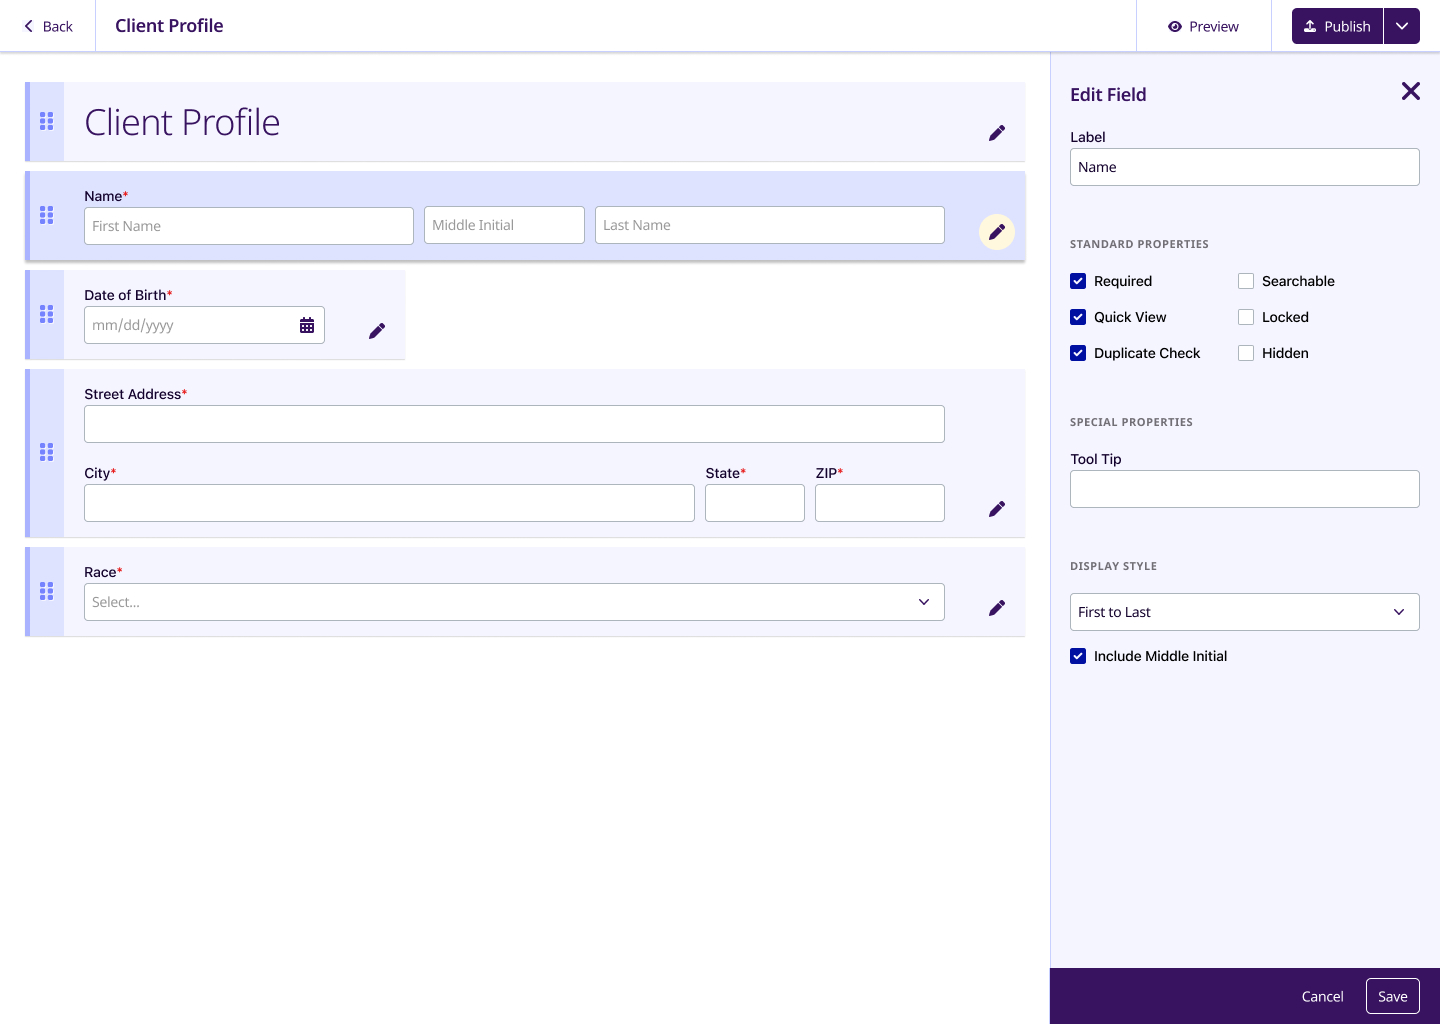 Back
Client Profile
Preview
Publish
Client Profile
Name*
First Name
Middle Initial
Last Name
Date of Birth*
mm/dd/yyyy
Street Address*
City*
State*
ZIP*
Race*
Select...
Edit Field
Label
Name
STANDARD PROPERTIES
Required
Searchable
Quick View
Locked
Duplicate Check
Hidden
SPECIAL PROPERTIES
Tool Tip
DISPLAY STYLE
First to Last
Include Middle Initial
Cancel
Save